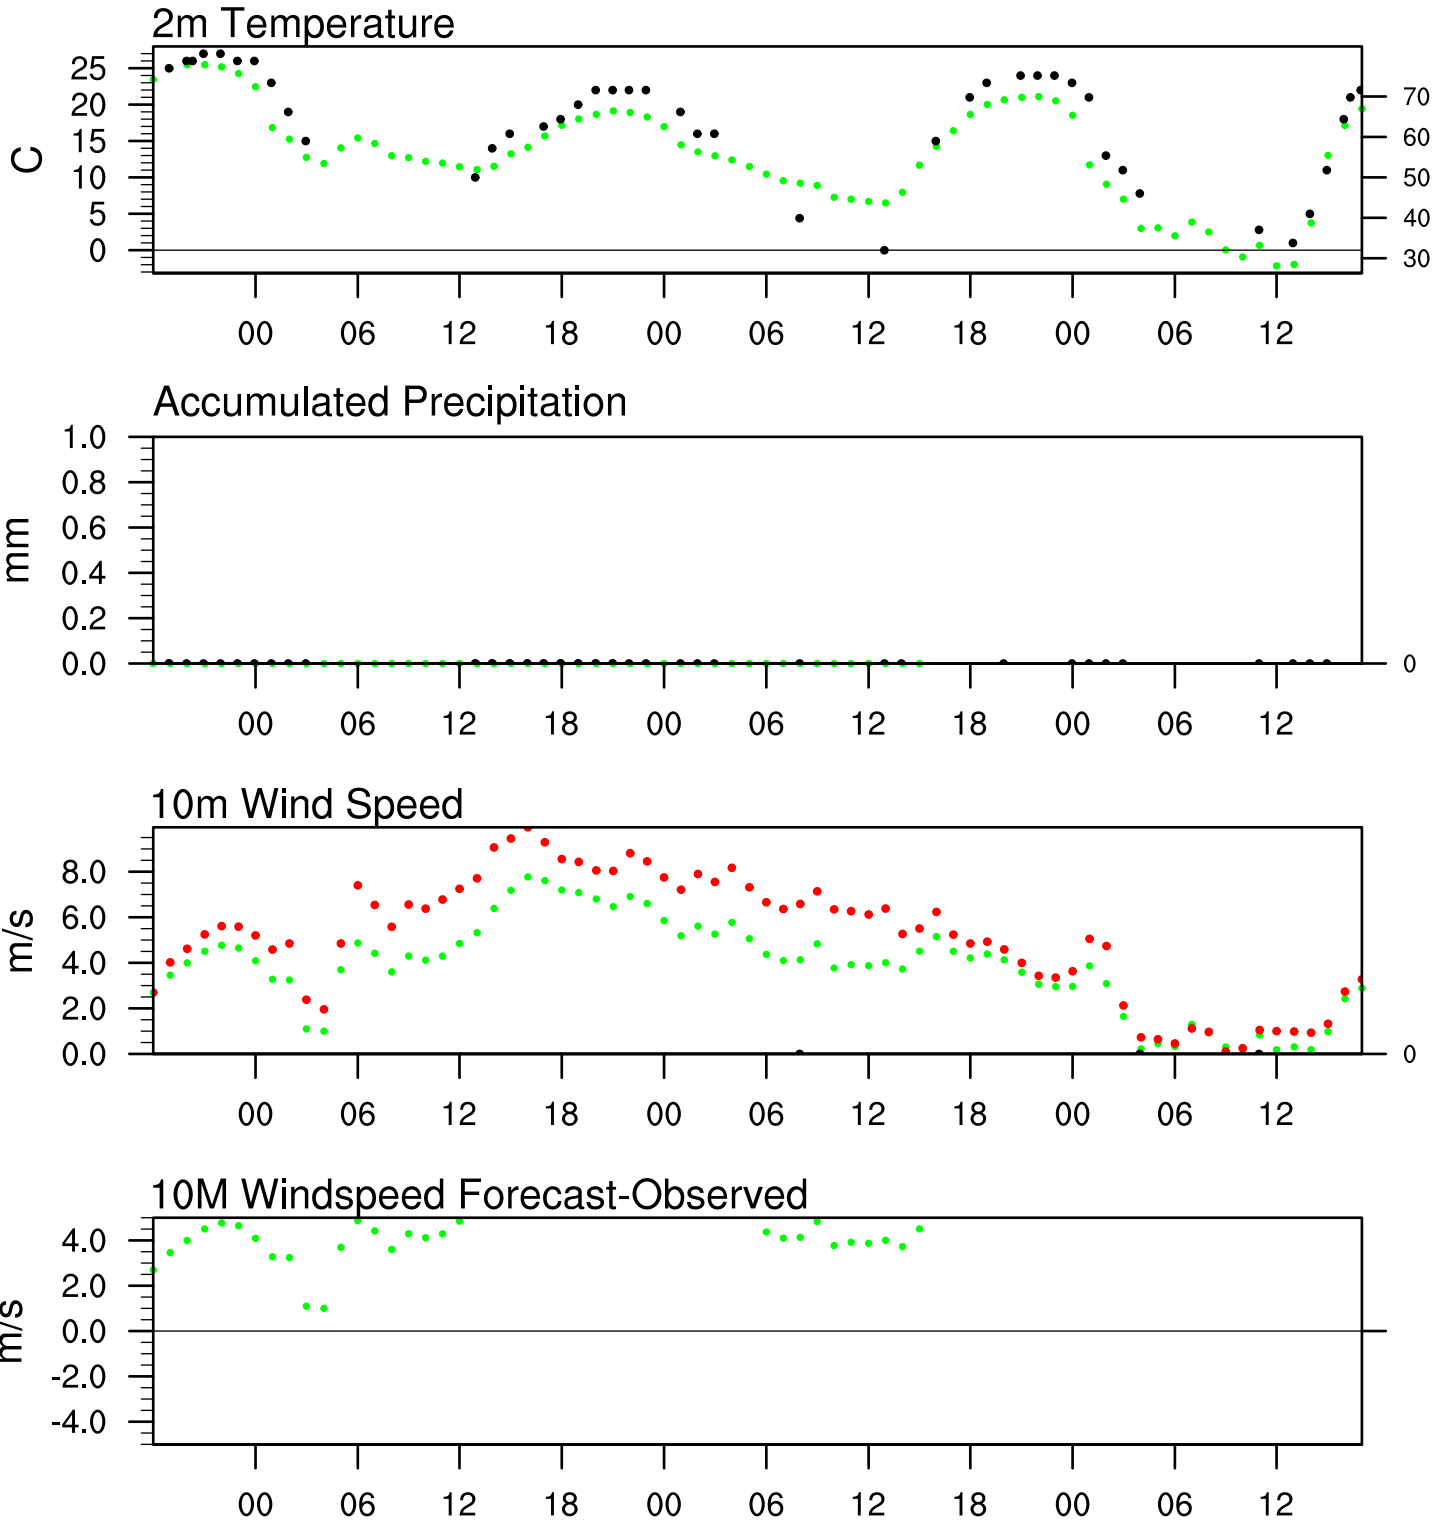 2m Temperature
25
20
15
10
5
0
C
70
60
50
40
30
00 06 12 18 00 06 12 18 00 06 12
Accumulated Precipitation
1.0
0.8
0.6
0.4
0.2
0.0
mm
0
00 06 12 18 00 06 12 18 00 06 12
10m Wind Speed
8.0
6.0
4.0
2.0
0.0
m/s
0
00 06 12 18 00 06 12 18 00 06 12
10M Windspeed Forecast-Observed
4.0
2.0
0.0
-2.0
-4.0
m/s
00 06 12 18 00 06 12 18 00 06 12